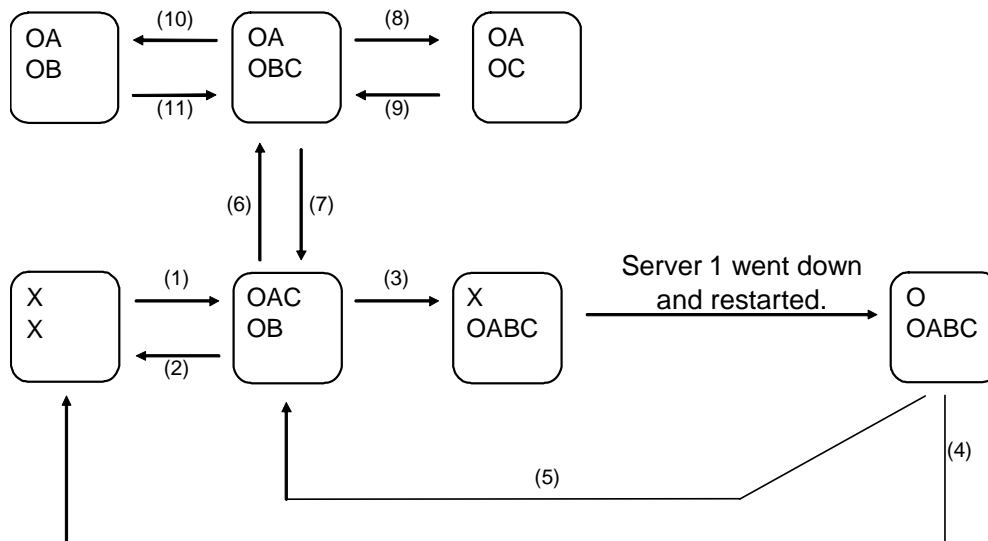 OA
OB
(10)
(11)
OA
OBC
(8)
(9)
OA
OC
(6)
(7)
X
X
(1)
(2)
OAC
OB
(3)
X
OABC
Server 1 went down
and restarted.
O
OABC
(4)
(5)